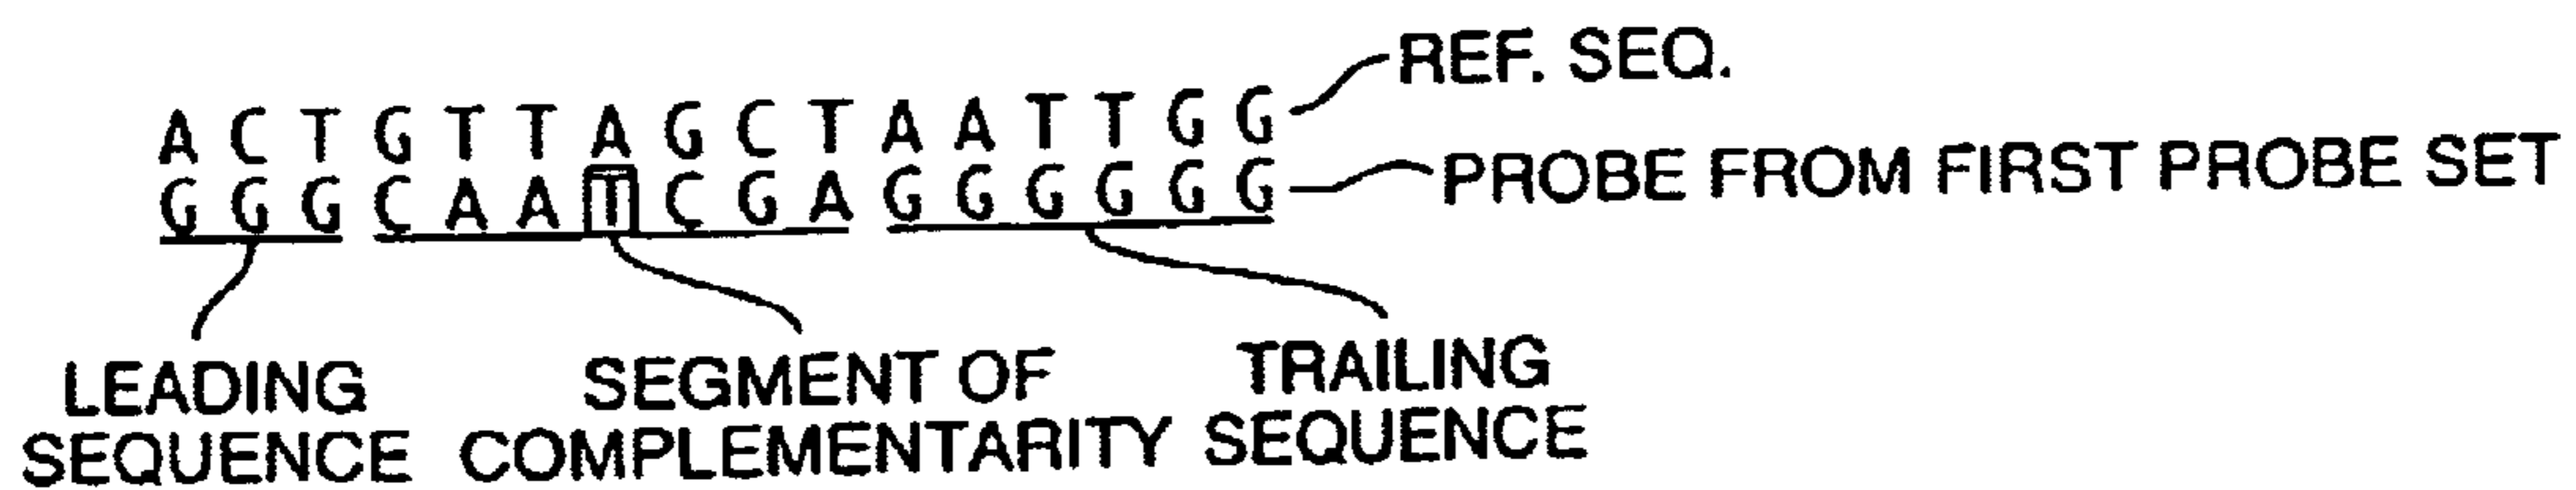 REF. SEQ.
A C T G T T A G C T A A T T G G
G G G C A A T C G A G G G G G G
PROBE FROM FIRST PROBE SET
LEADING SEQUENCE
SEGMENT OF COMPLEMENTARITY
TRAILING SEQUENCE